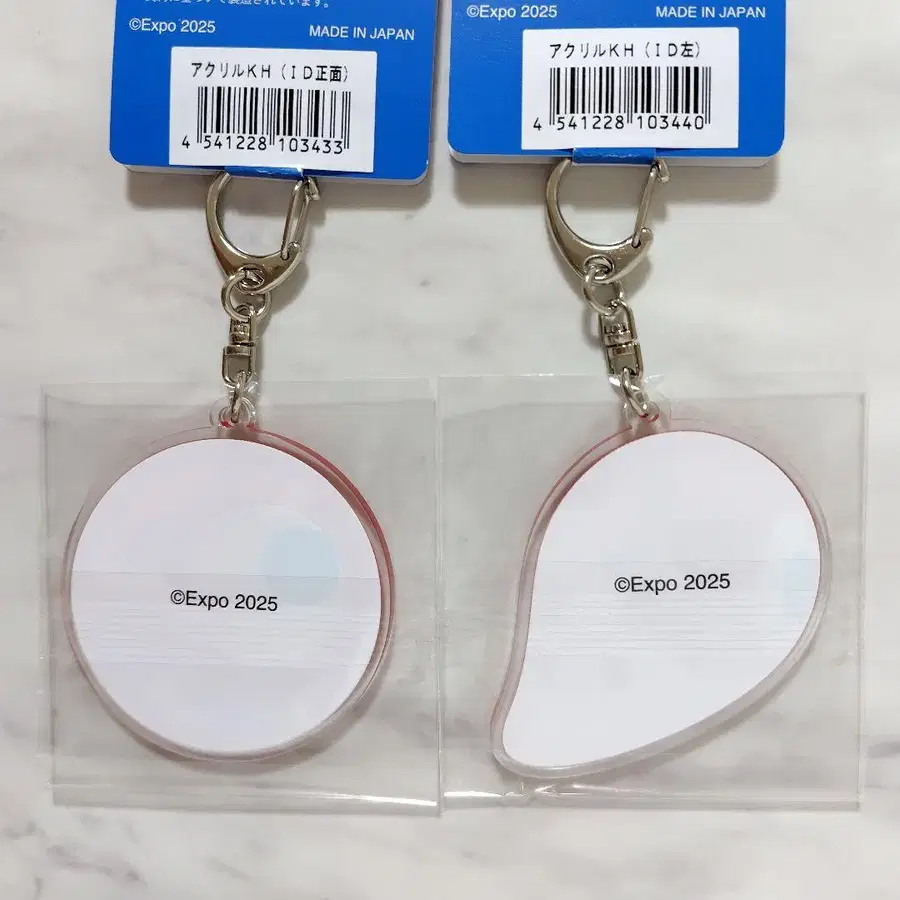 ©Expo 2025
MADE IN JAPAN
アクリルKH(ID正面)
4 541228 103433
©Expo 2025
MADE IN JAPAN
アクリルKH(ID左)
4 541228 103440
©Expo 2025
©Expo 2025